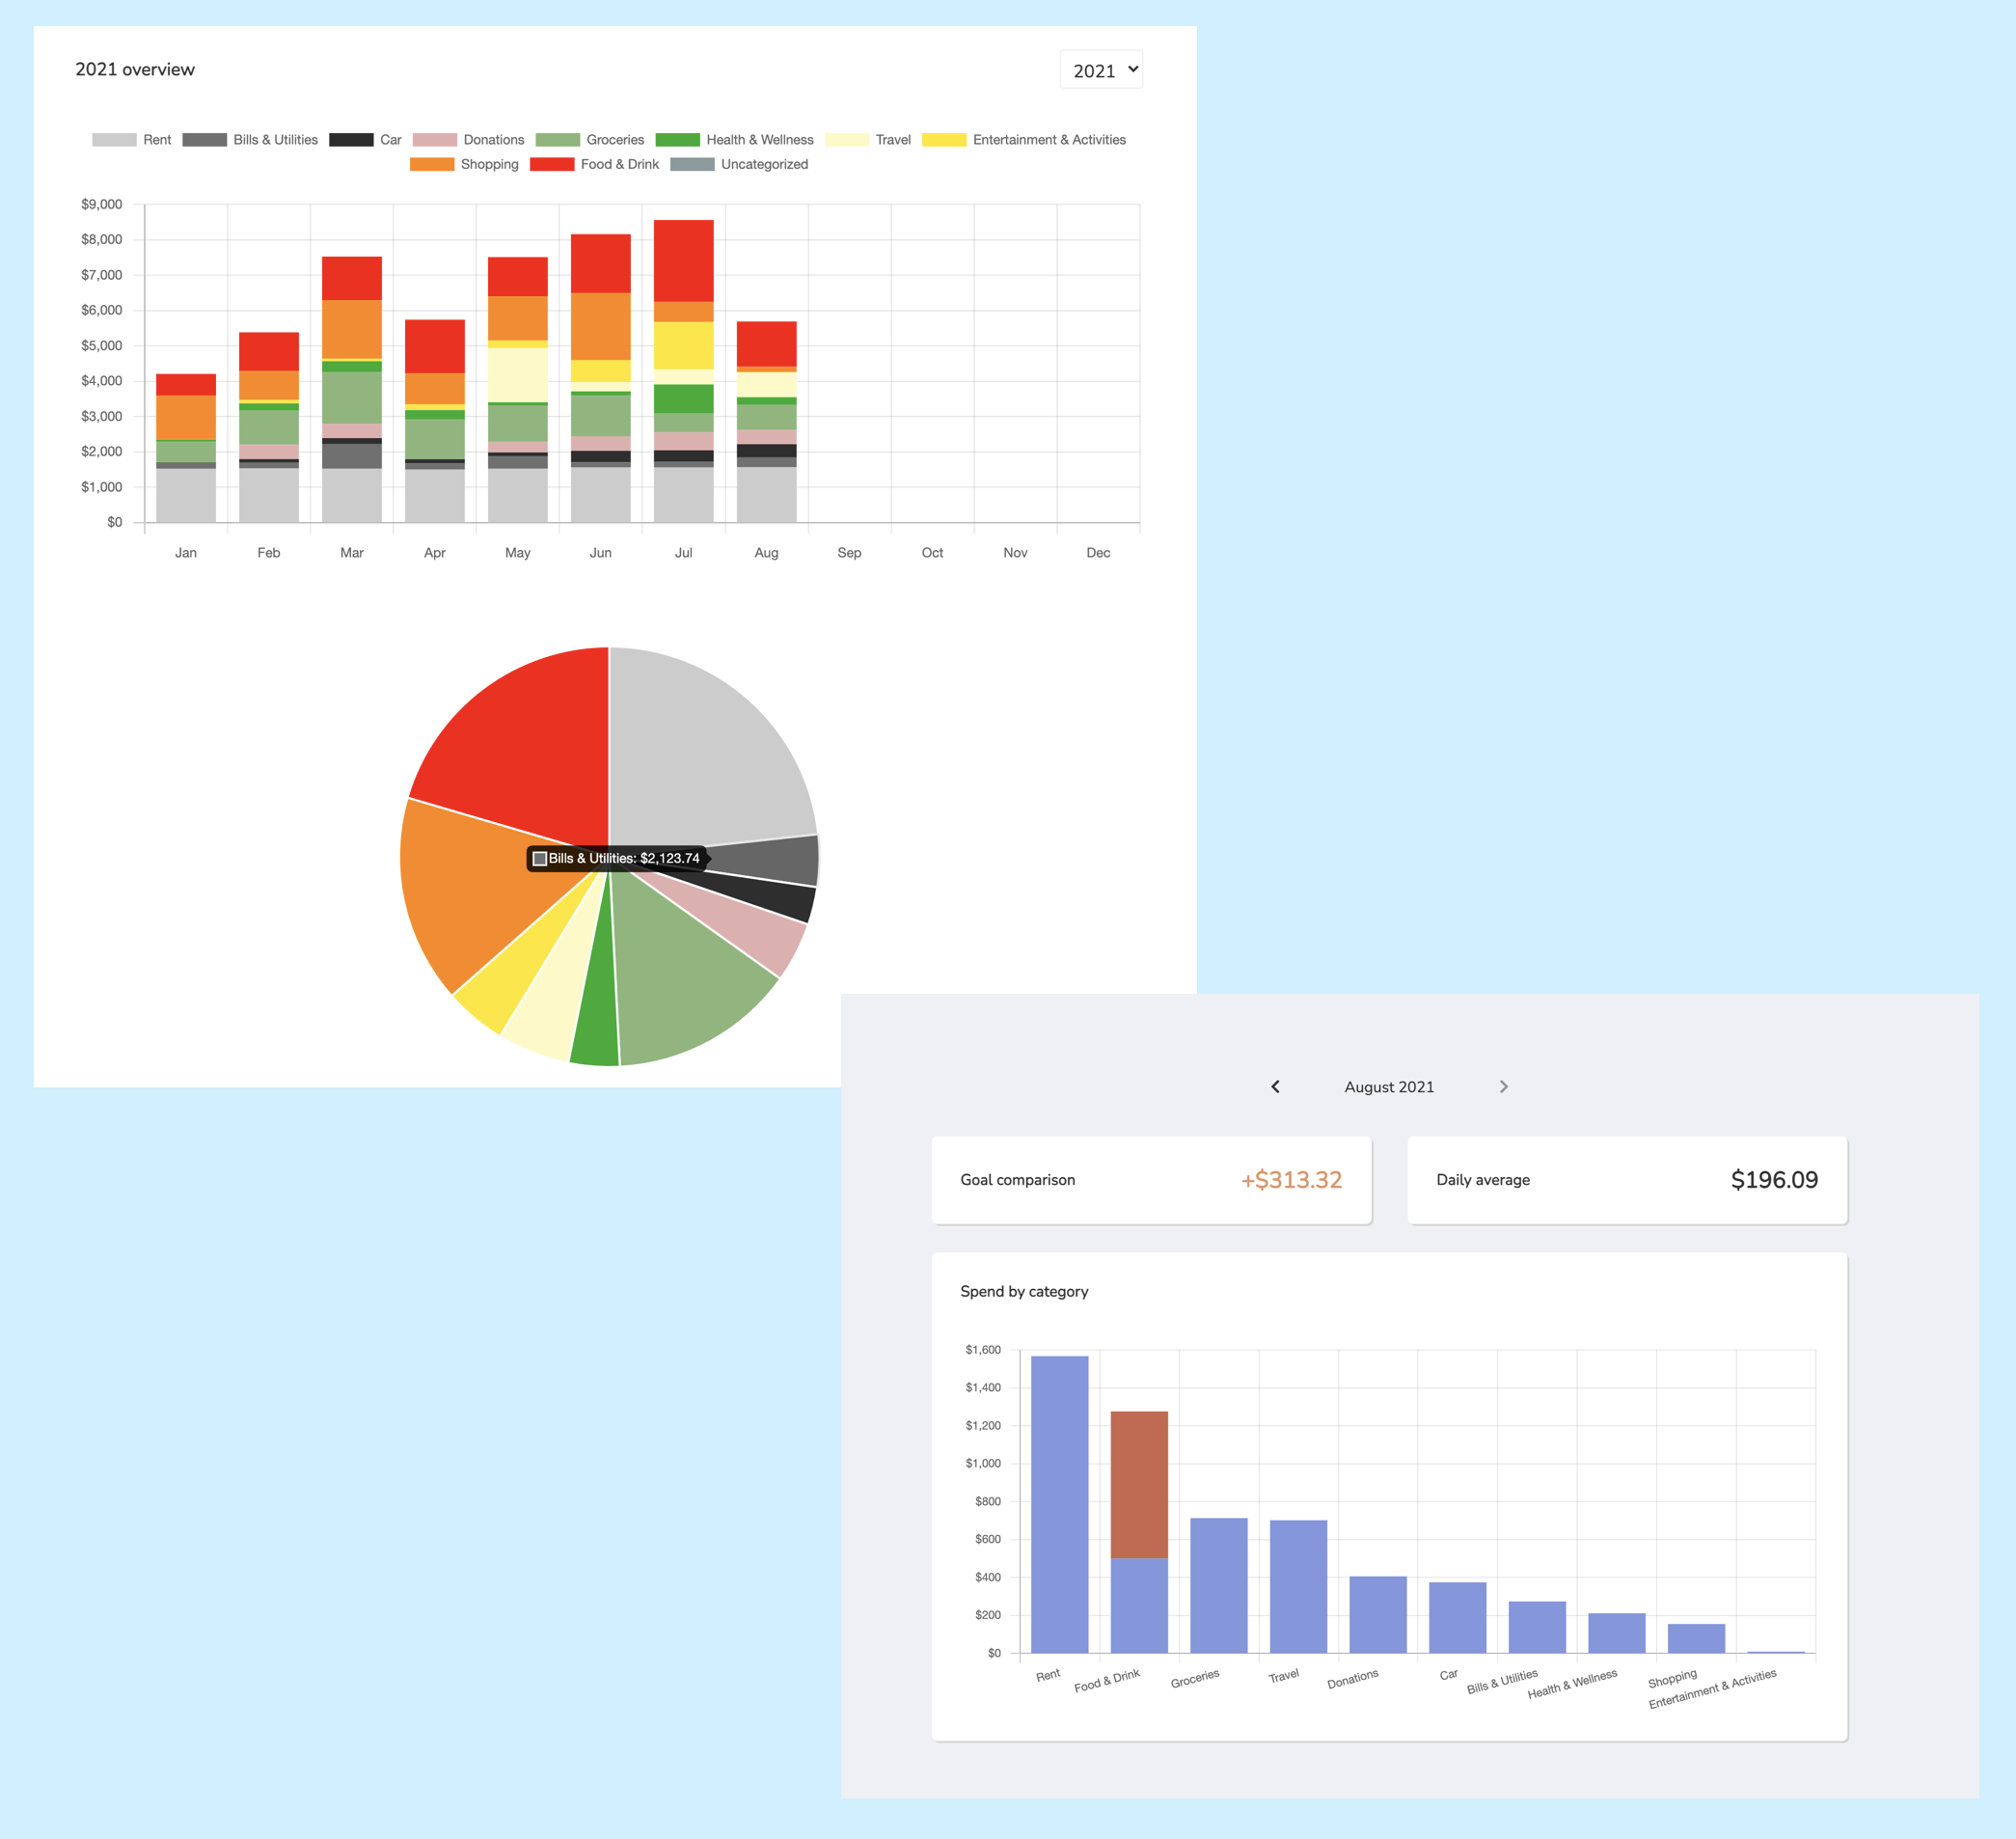 2021 overview
2021
Rent Bills & Utilities Car Donations Groceries Health & Wellness Travel Entertainment & Activities
Shopping Food & Drink Uncategorized
$9,000
$8,000
$7,000
$6,000
$5,000
$4,000
$3,000
$2,000
$1,000
$0
Jan Feb Mar Apr May Jun Jul Aug Sep Oct Nov Dec
Bills & Utilities: $2,123.74
August 2021
Goal comparison +$313.32
Daily average $196.09
Spend by category
$1,600
$1,400
$1,200
$1,000
$800
$600
$400
$200
$0
Rent Food & Drink Groceries Travel Donations Car Bills & Utilities Health & Wellness Shopping Entertainment & Activities